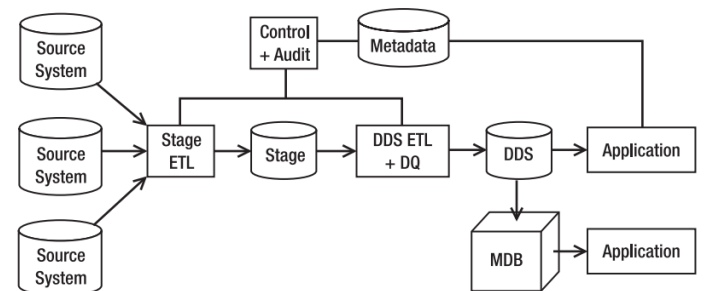 Source
System
Control
+ Audit
Metadata
Source
System
Stage
ETL
Stage
DDS ETL
+ DQ
DDS
Application
Source
System
MDB
Application